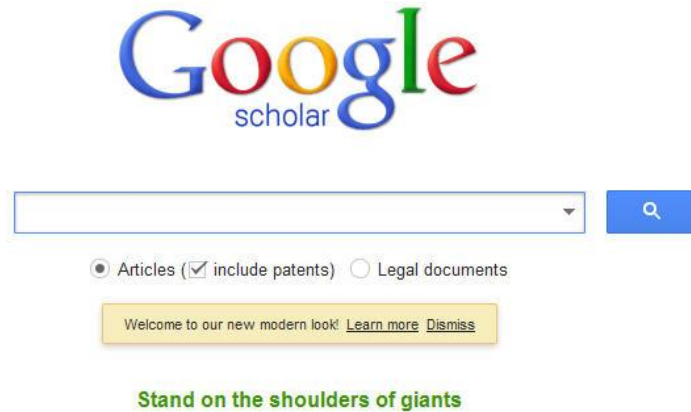 Google
scholar
Articles (include patents) Legal documents
Welcome to our new modern look! Learn more Dismiss
Stand on the shoulders of giants